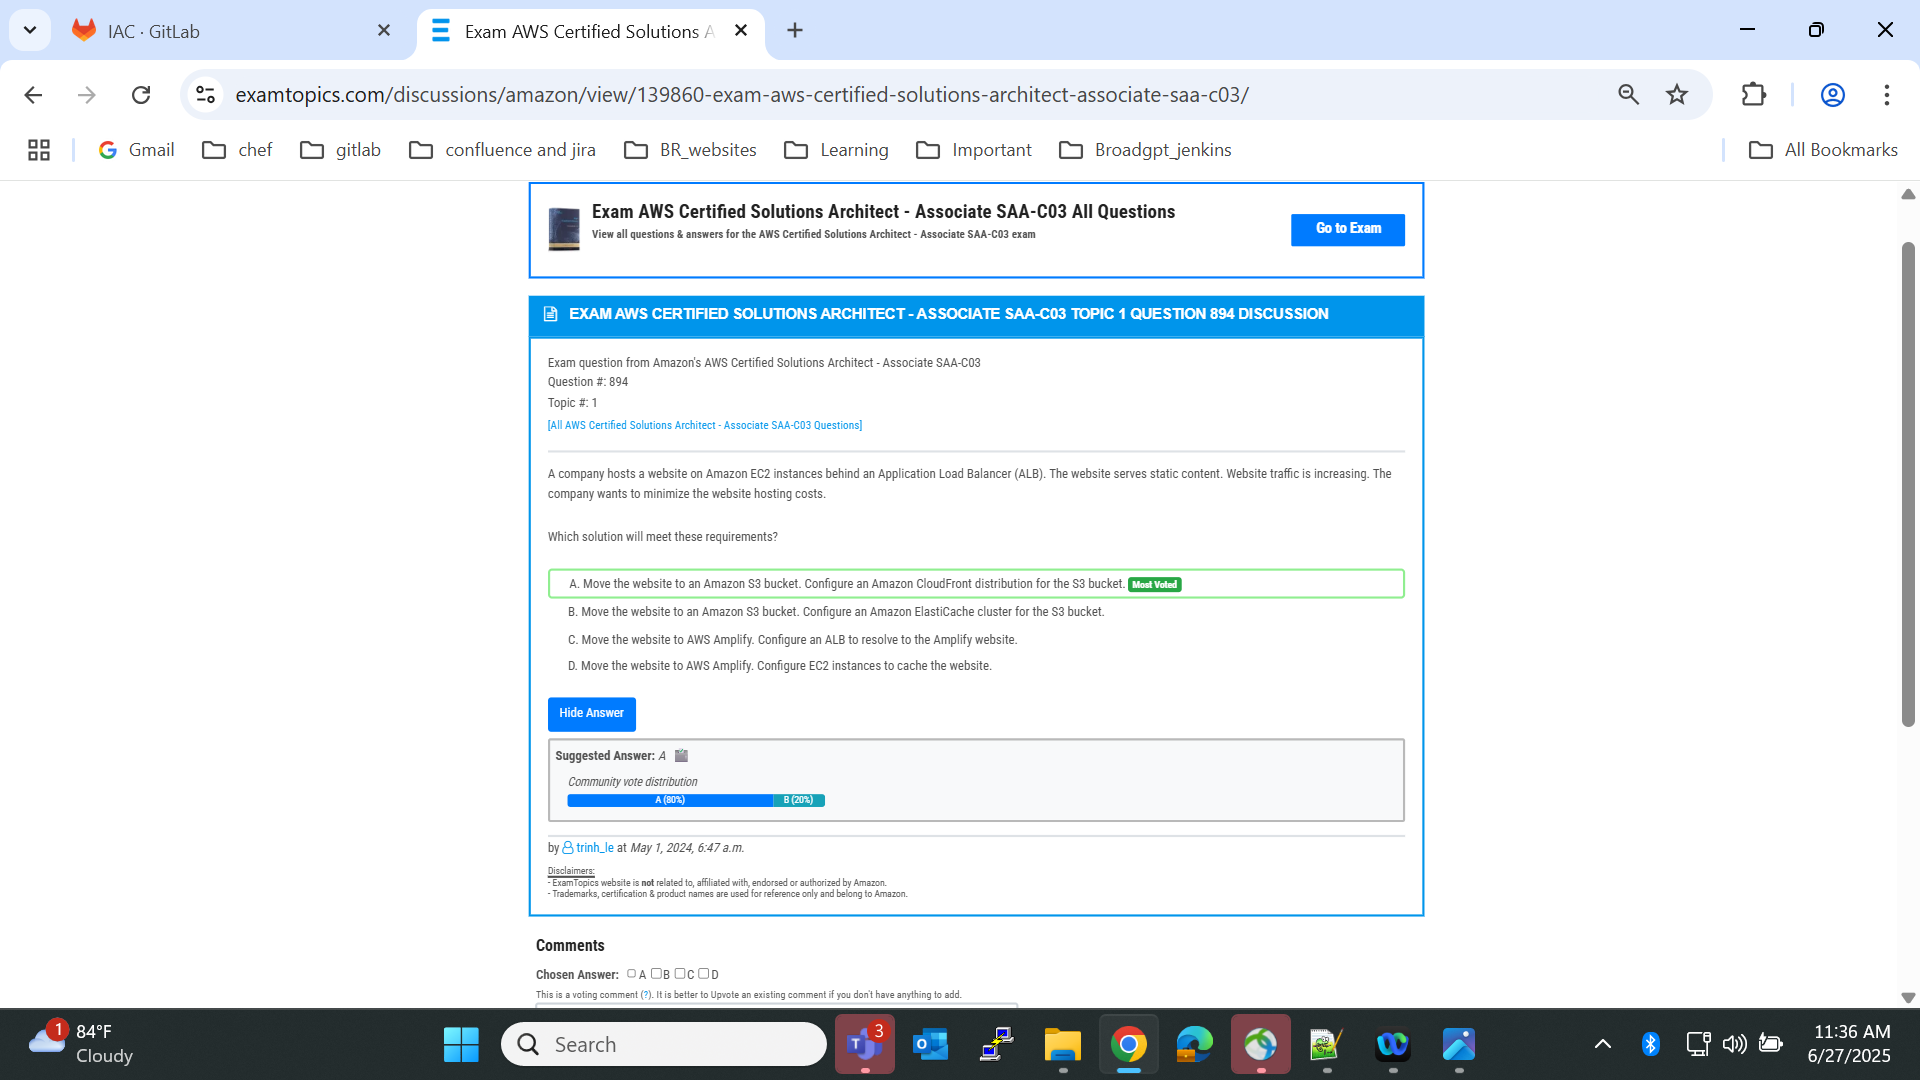 IAC · GitLab
Exam AWS Certified Solutions A
examtopics.com/discussions/amazon/view/139860-exam-aws-certified-solutions-architect-associate-saa-c03/
Gmail
chef
gitlab
confluence and jira
BR_websites
Learning
Important
Broadgpt_jenkins
All Bookmarks
Exam AWS Certified Solutions Architect - Associate SAA-C03 All Questions
View all questions & answers for the AWS Certified Solutions Architect - Associate SAA-C03 exam
Go to Exam
EXAM AWS CERTIFIED SOLUTIONS ARCHITECT - ASSOCIATE SAA-C03 TOPIC 1 QUESTION 894 DISCUSSION
Exam question from Amazon's AWS Certified Solutions Architect - Associate SAA-C03
Question #: 894
Topic #: 1
[All AWS Certified Solutions Architect - Associate SAA-C03 Questions]
A company hosts a website on Amazon EC2 instances behind an Application Load Balancer (ALB). The website serves static content. Website traffic is increasing. The
company wants to minimize the website hosting costs.
Which solution will meet these requirements?
A. Move the website to an Amazon S3 bucket. Configure an Amazon CloudFront distribution for the S3 bucket. Most Voted
B. Move the website to an Amazon S3 bucket. Configure an Amazon ElastiCache cluster for the S3 bucket.
C. Move the website to AWS Amplify. Configure an ALB to resolve to the Amplify website.
D. Move the website to AWS Amplify. Configure EC2 instances to cache the website.
Hide Answer
Suggested Answer: A
Community vote distribution
A (80%) B (20%)
by trinh_le at May 1, 2024, 6:47 a.m.
Disclaimers:
- ExamTopics website is not related to, affiliated with, endorsed or authorized by Amazon.
- Trademarks, certification & product names are used for reference only and belong to Amazon.
Comments
Chosen Answer: A B C D
This is a voting comment (?). It is better to Upvote an existing comment if you don't have anything to add.
1
84°F
Cloudy
Search
3
11:36 AM
6/27/2025